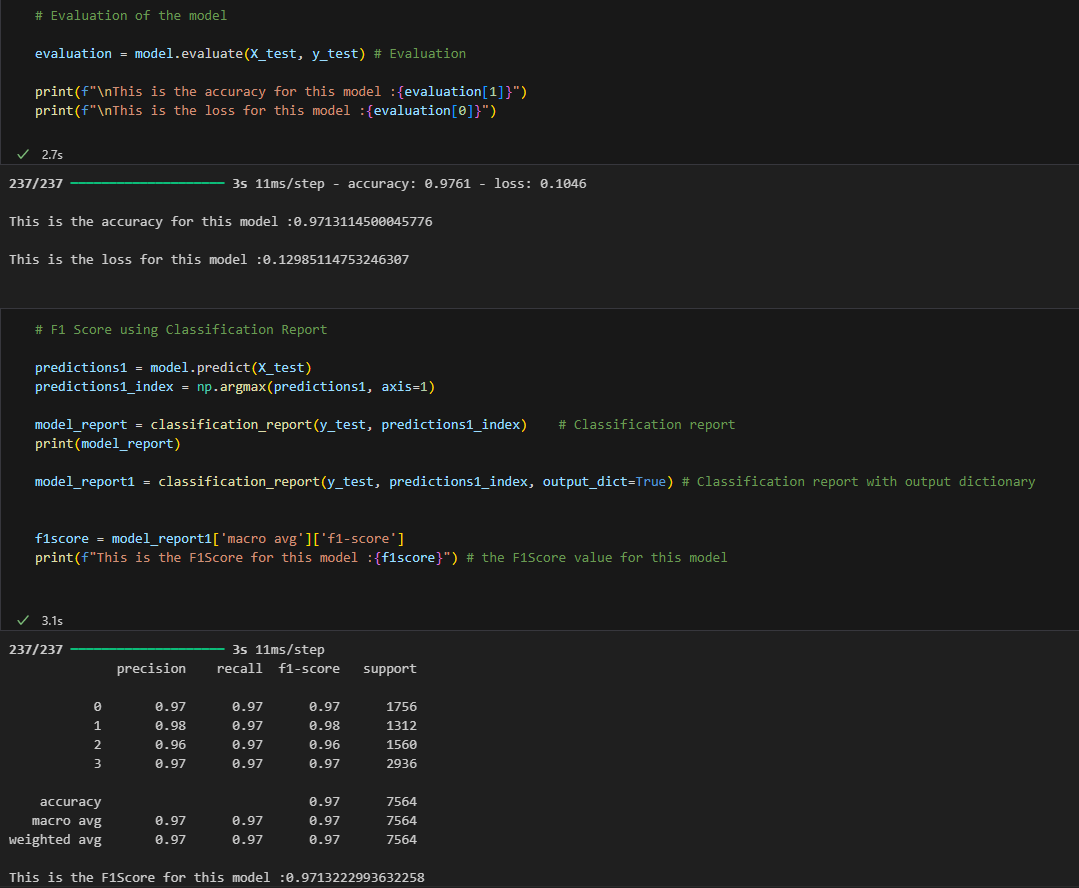 # Evaluation of the model
evaluation = model.evaluate(X_test, y_test) # Evaluation
print(f"\nThis is the accuracy for this model :{evaluation[1]}")
print(f"\nThis is the loss for this model :{evaluation[0]}")
✓ 2.7s
237/237 ━━━━━━━━━━━━━━━━━━━━ 3s 11ms/step - accuracy: 0.9761 - loss: 0.1046
This is the accuracy for this model :0.9713114500045776
This is the loss for this model :0.12985114753246307
# F1 Score using Classification Report
predictions1 = model.predict(X_test)
predictions1_index = np.argmax(predictions1, axis=1)
model_report = classification_report(y_test, predictions1_index)    # Classification report
print(model_report)
model_report1 = classification_report(y_test, predictions1_index, output_dict=True) # Classification report with output dictionary
f1score = model_report1['macro avg']['f1-score']
print(f"This is the F1Score for this model :{f1score}") # the F1Score value for this model
✓ 3.1s
237/237 ━━━━━━━━━━━━━━━━━━━━ 3s 11ms/step
              precision    recall  f1-score   support
           0       0.97      0.97      0.97      1756
           1       0.98      0.97      0.98      1312
           2       0.96      0.97      0.96      1560
           3       0.97      0.97      0.97      2936
    accuracy                           0.97      7564
   macro avg       0.97      0.97      0.97      7564
weighted avg       0.97      0.97      0.97      7564
This is the F1Score for this model :0.9713222993632258